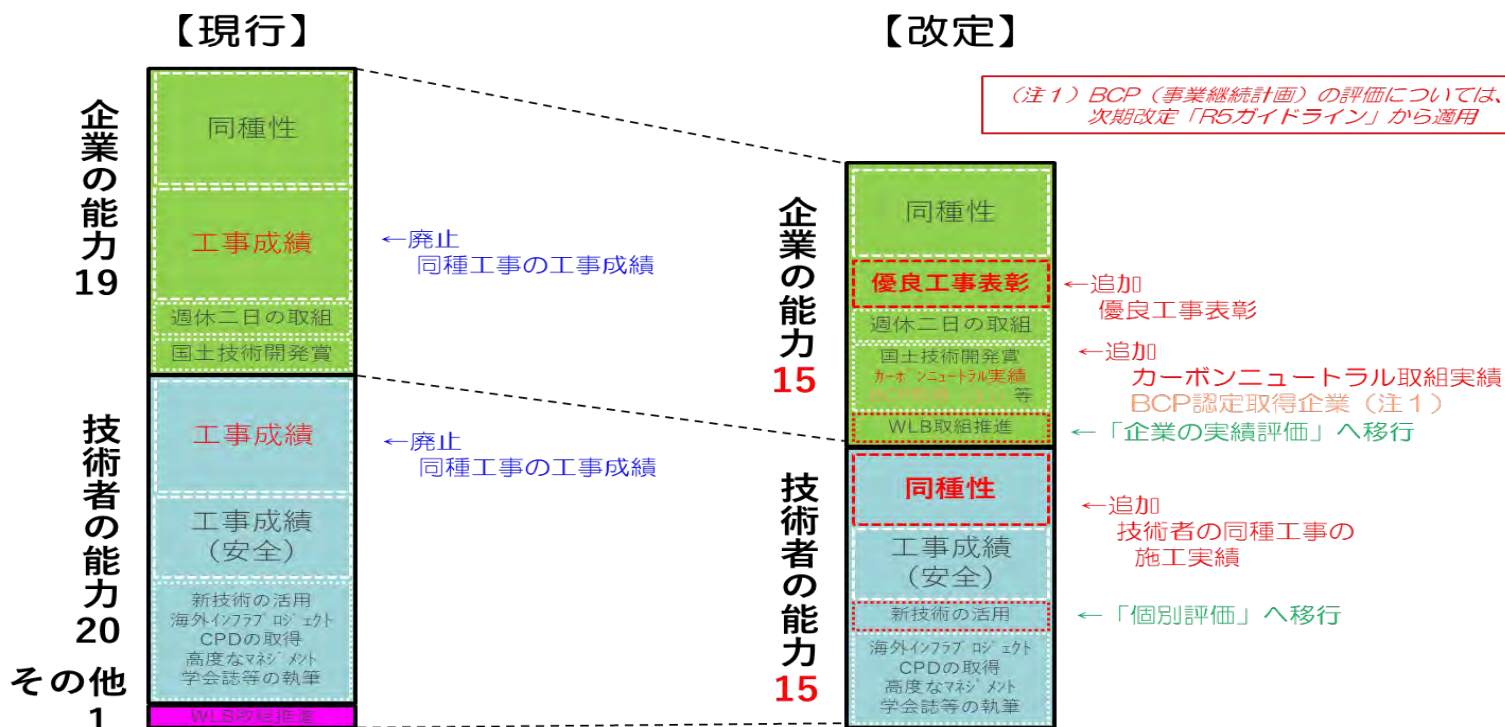 【現行】
企業の能力
19
同種性
工事成績
週休二日の取組
国土技術開発賞
←廃止
同種工事の工事成績
技術者の能力
20
工事成績
工事成績
(安全)
新技術の活用
海外インフラプロジェクト
CPDの取得
高度なマネジメント
学会誌等の執筆
←廃止
同種工事の工事成績
その他
1
WLB取組推進
【改定】
(注1)BCP(事業継続計画)の評価については、
次期改定「R5ガイドライン」から適用
企業の能力
15
同種性
優良工事表彰
週休二日の取組
国土技術開発賞
カーボンニュートラル実績
等
WLB取組推進
←追加
優良工事表彰
←追加
カーボンニュートラル取組実績
BCP認定取得企業(注1)
←「企業の実績評価」へ移行
技術者の能力
15
同種性
工事成績
(安全)
新技術の活用
海外インフラプロジェクト
CPDの取得
高度なマネジメント
学会誌等の執筆
←追加
技術者の同種工事の
施工実績
←「個別評価」へ移行